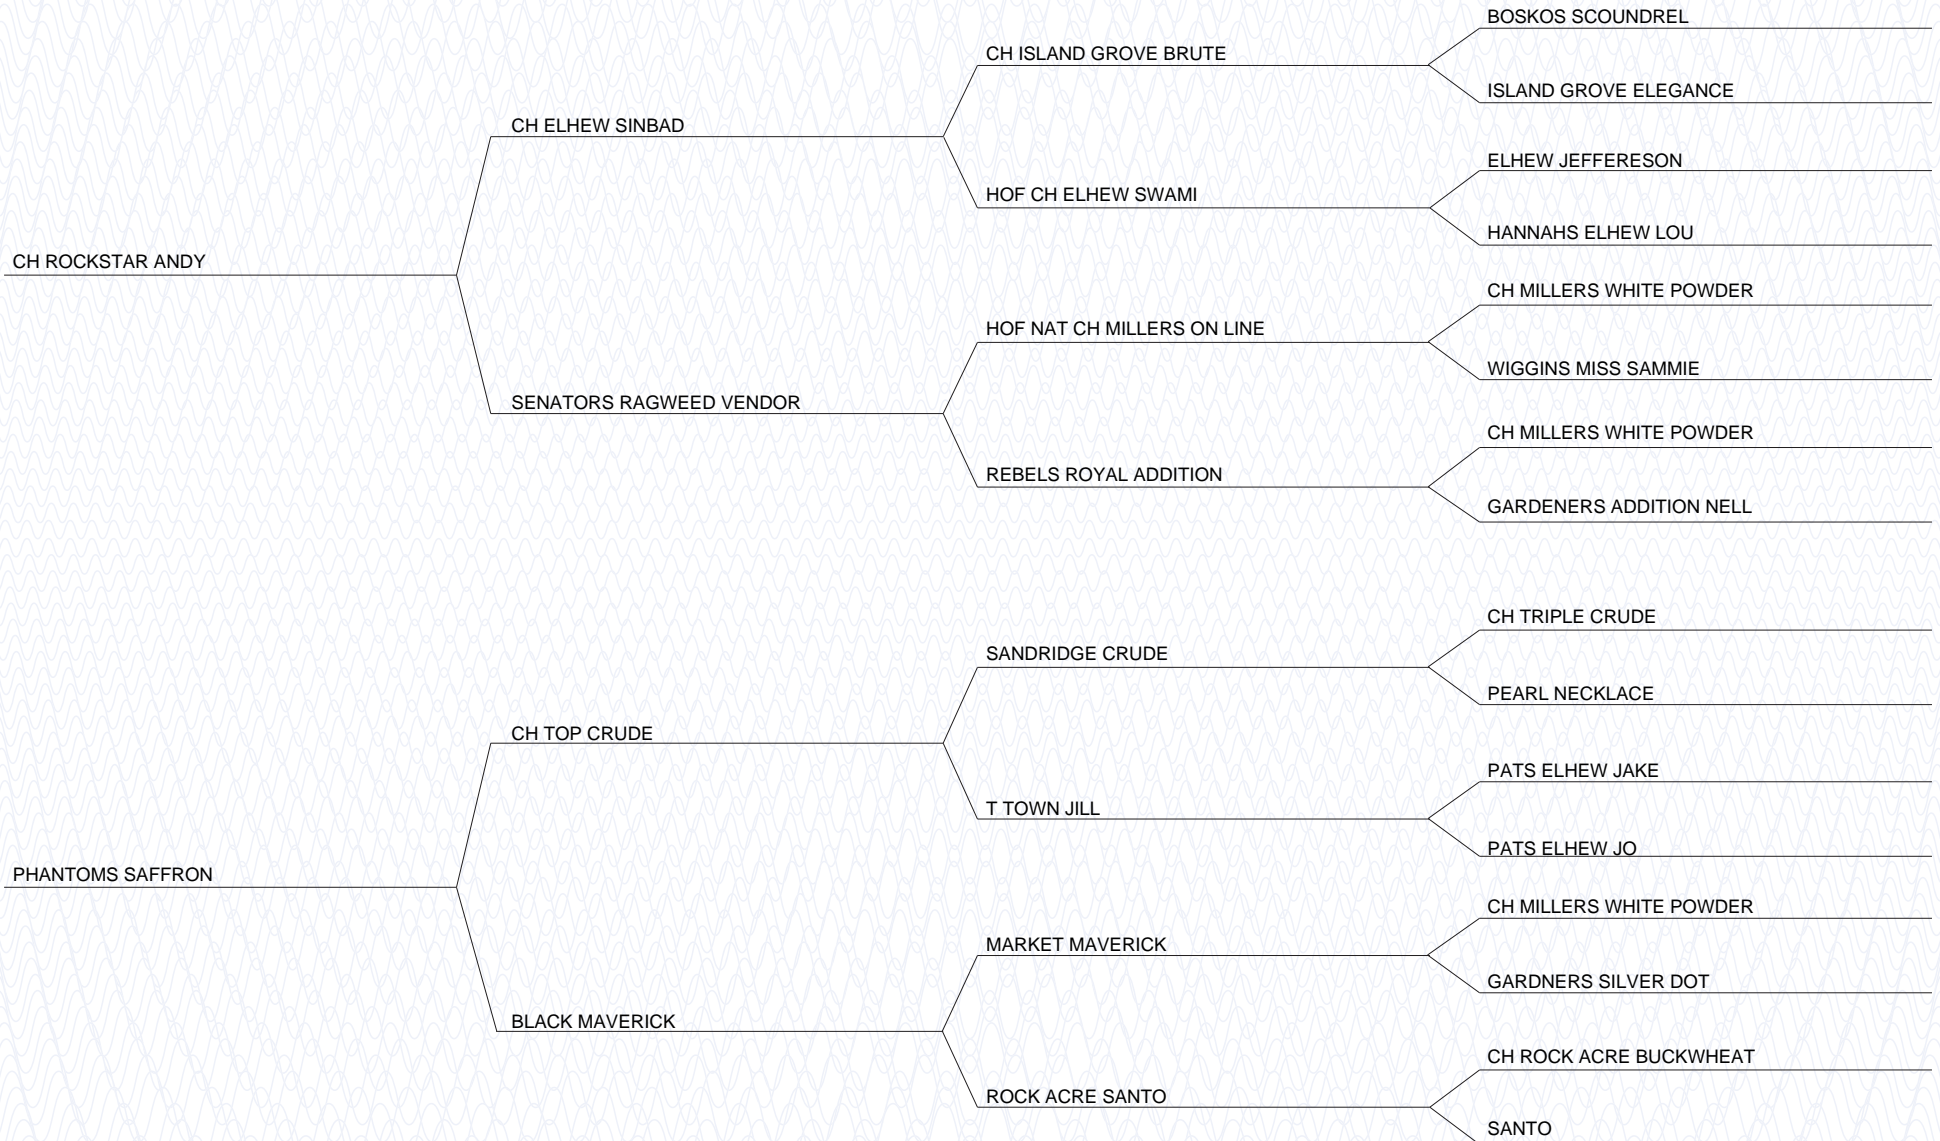 BOSKOS SCOUNDREL
CH ISLAND GROVE BRUTE
ISLAND GROVE ELEGANCE
CH ELHEW SINBAD
ELHEW JEFFERESON
HOF CH ELHEW SWAMI
HANNAHS ELHEW LOU
CH ROCKSTAR ANDY
CH MILLERS WHITE POWDER
HOF NAT CH MILLERS ON LINE
WIGGINS MISS SAMMIE
SENATORS RAGWEED VENDOR
CH MILLERS WHITE POWDER
REBELS ROYAL ADDITION
GARDENERS ADDITION NELL
CH TRIPLE CRUDE
SANDRIDGE CRUDE
PEARL NECKLACE
CH TOP CRUDE
PATS ELHEW JAKE
T TOWN JILL
PATS ELHEW JO
PHANTOMS SAFFRON
CH MILLERS WHITE POWDER
MARKET MAVERICK
GARDNERS SILVER DOT
BLACK MAVERICK
CH ROCK ACRE BUCKWHEAT
ROCK ACRE SANTO
SANTO